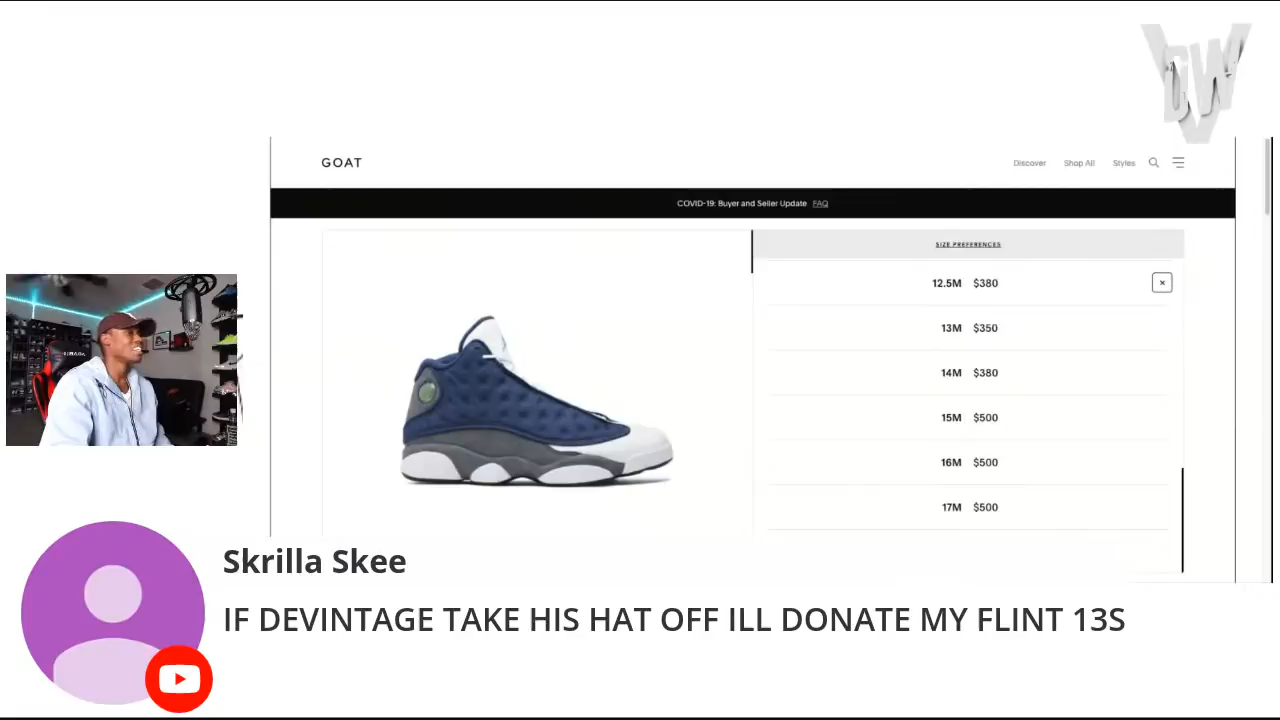 DW
GOAT
Discover Shop All Styles
COVID-19: Buyer and Seller Update FAQ
SIZE PREFERENCES
12.5M $380
×
13M $350
14M $380
15M $500
16M $500
17M $500
Skrilla Skee
IF DEVINTAGE TAKE HIS HAT OFF ILL DONATE MY FLINT 13S